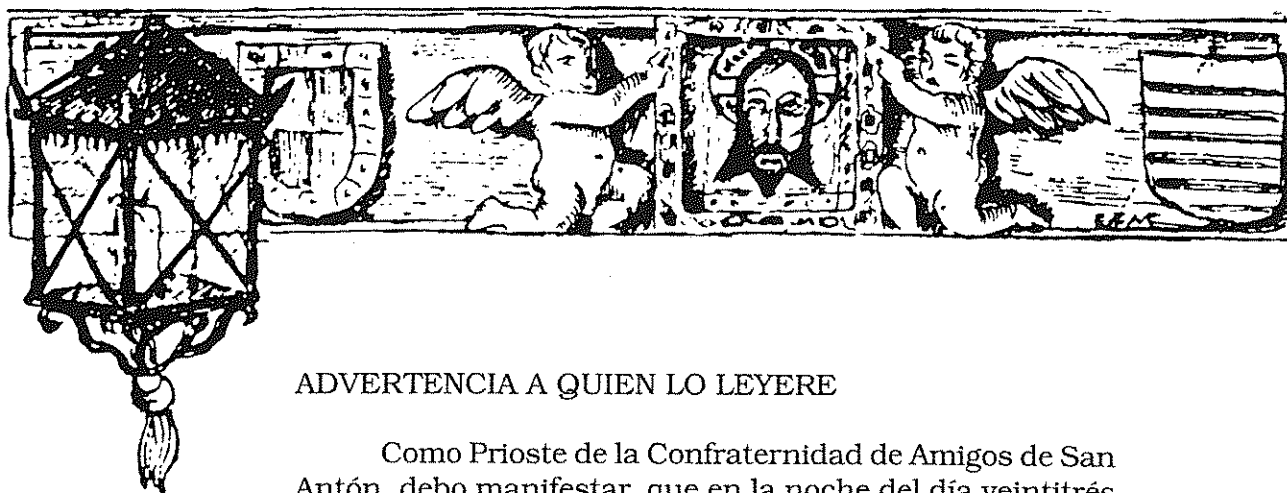 ADVERTENCIA A QUIEN LO LEYERE
Como Prioste de la Confraternidad de Amigos de San
Antón, debo manifestar, que en la noche del día veintitrés